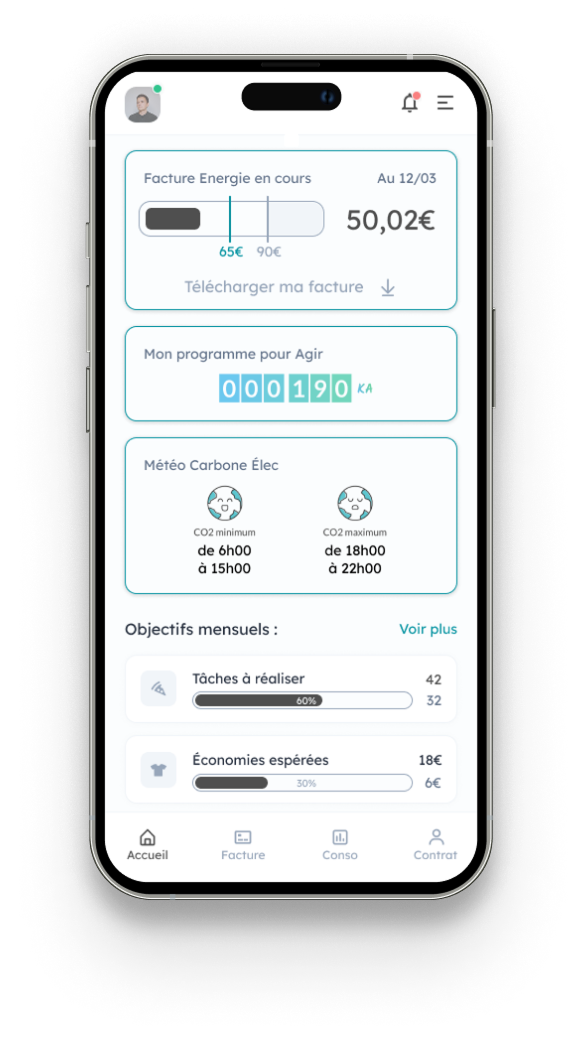 Facture Energie en cours Au 12/03
50,02€
65€ 90€
Télécharger ma facture
Mon programme pour Agir
000190 KA
Météo Carbone Élec
CO2 minimum CO2 maximum
de 6h00 de 18h00
à 15h00 à 22h00
Objectifs mensuels : Voir plus
Tâches à réaliser 42
60% 32
Économies espérées 18€
30% 6€
Accueil Facture Conso Contrat